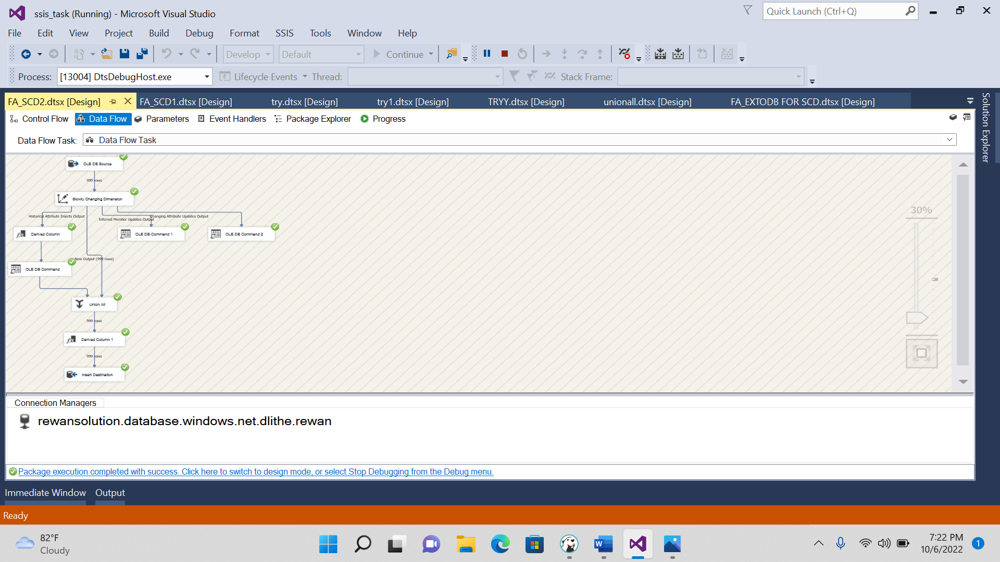 ssis_task (Running) - Microsoft Visual Studio
Quick Launch (Ctrl+Q)
File Edit View Project Build Debug Format SSIS Tools Window Help
Develop Default Continue
Process: [13004] DtsDebugHost.exe Lifecycle Events Thread: Stack Frame:
FA_SCD2.dtsx [Design] FA_SCD1.dtsx [Design] try.dtsx [Design] try1.dtsx [Design] TRYY.dtsx [Design] unionall.dtsx [Design] FA_EXTODB FOR SCD.dtsx [Design]
Solution Explorer
Control Flow Data Flow Parameters Event Handlers Package Explorer Progress
Data Flow Task: Data Flow Task
OLE DB Source
999 rows
Slowly Changing Dimension
Historical Attribute Inserts Output
Inferred Member Updates Output
Changing Attribute Updates Output
Derived Column
OLE DB Command 1
OLE DB Command 2
New Output (999 rows)
OLE DB Command
Union All
999 rows
Derived Column 1
999 rows
Insert Destination
30%
Connection Managers
rewansolution.database.windows.net.dlithe.rewan
Package execution completed with success. Click here to switch to design mode, or select Stop Debugging from the Debug menu.
Immediate Window Output
Ready
82°F
Cloudy
W
7:22 PM
10/6/2022
1